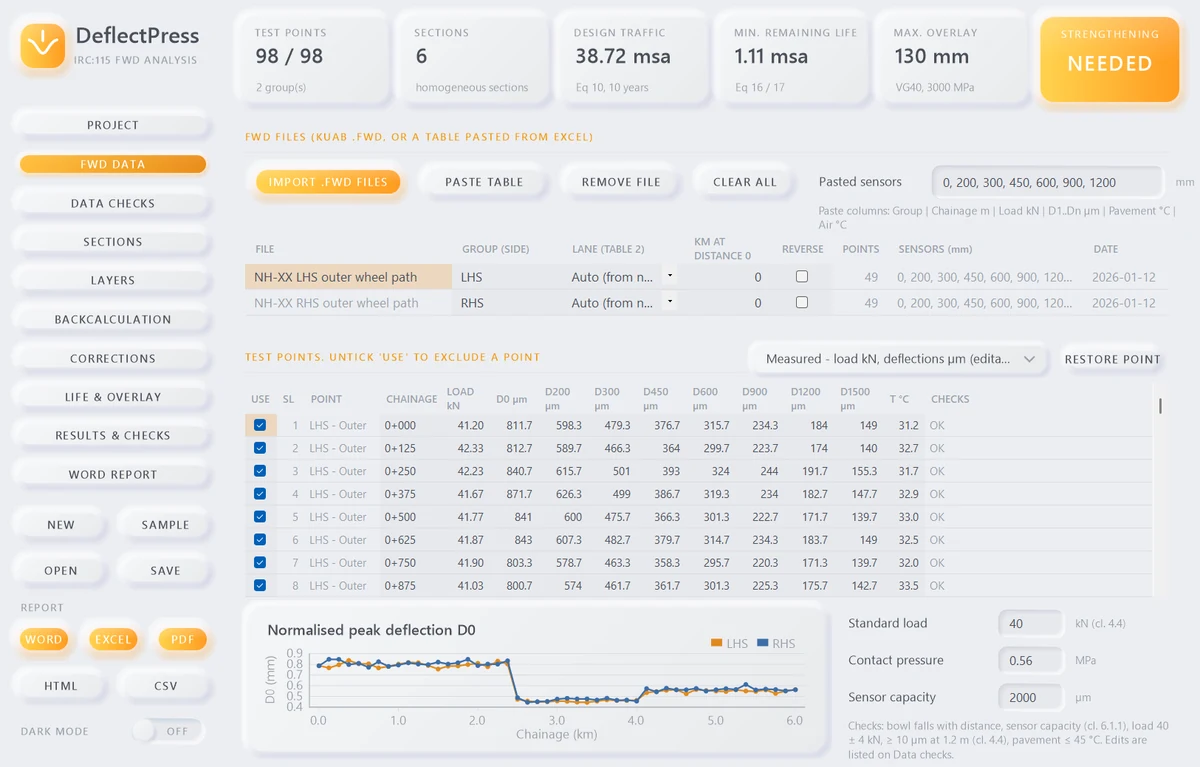 DeflectPress
IRC:115 FWD ANALYSIS
TEST POINTS
98 / 98
2 group(s)
SECTIONS
6
homogeneous sections
DESIGN TRAFFIC
38.72 msa
Eq 10, 10 years
MIN. REMAINING LIFE
1.11 msa
Eq 16 / 17
MAX. OVERLAY
130 mm
VG40, 3000 MPa
STRENGTHENING
NEEDED
PROJECT
FWD DATA
DATA CHECKS
SECTIONS
LAYERS
BACKCALCULATION
CORRECTIONS
LIFE & OVERLAY
RESULTS & CHECKS
WORD REPORT
NEW SAMPLE
OPEN SAVE
REPORT
WORD EXCEL PDF
HTML CSV
DARK MODE OFF
FWD FILES (KUAB .FWD, OR A TABLE PASTED FROM EXCEL)
IMPORT .FWD FILES PASTE TABLE REMOVE FILE CLEAR ALL Pasted sensors 0, 200, 300, 450, 600, 900, 1200 mm
Paste columns: Group | Chainage m | Load kN | D1..Dn µm | Pavement °C |
Air °C
FILE GROUP (SIDE) LANE (TABLE 2) KM AT DISTANCE 0 REVERSE POINTS SENSORS (mm) DATE
NH-XX LHS outer wheel path LHS Auto (from n... 0 49 0, 200, 300, 450, 600, 900, 120... 2026-01-12
NH-XX RHS outer wheel path RHS Auto (from n... 0 49 0, 200, 300, 450, 600, 900, 120... 2026-01-12
TEST POINTS. UNTICK 'USE' TO EXCLUDE A POINT
Measured - load kN, deflections µm (edita... RESTORE POINT
USE SL POINT CHAINAGE LOAD kN D0 µm D200 µm D300 µm D450 µm D600 µm D900 µm D1200 µm D1500 µm T °C CHECKS
1 LHS - Outer 0+000 41.20 811.7 598.3 479.3 376.7 315.7 234.3 184 149 31.2 OK
2 LHS - Outer 0+125 42.33 812.7 589.7 466.3 364 299.7 223.7 174 140 32.7 OK
3 LHS - Outer 0+250 42.23 840.7 615.7 501 393 324 244 191.7 155.3 31.7 OK
4 LHS - Outer 0+375 41.67 871.7 626.3 499 386.7 319.3 234 182.7 147.7 32.9 OK
5 LHS - Outer 0+500 41.77 841 600 475.7 366.3 301.3 222.7 171.7 139.7 33.0 OK
6 LHS - Outer 0+625 41.87 843 607.3 482.7 379.7 314.7 234.3 183.7 149 32.5 OK
7 LHS - Outer 0+750 41.90 803.3 578.7 463.3 358.3 295.7 220.3 171.3 139.7 32.0 OK
8 LHS - Outer 0+875 41.03 800.7 574 461.7 361.7 301.3 225.3 175.7 142.7 33.5 OK
Normalised peak deflection D0
LHS RHS
D0 (mm)
0.9
0.8
0.7
0.6
0.5
0.4
0.0 1.0 2.0 3.0 4.0 5.0 6.0
Chainage (km)
Standard load 40 kN (cl. 4.4)
Contact pressure 0.56 MPa
Sensor capacity 2000 µm
Checks: bowl falls with distance, sensor capacity (cl. 6.1.1), load 40
± 4 kN, ≥ 10 µm at 1.2 m (cl. 4.4), pavement ≤ 45 °C. Edits are
listed on Data checks.